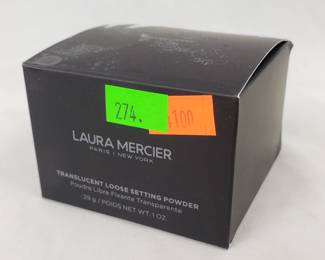 274.
$100
LAURA MERCIER
PARIS | NEW YORK
TRANSLUCENT LOOSE SETTING POWDER
Poudre Libre Fixante Transparente
29 g / POIDS NET WT. 1 OZ.